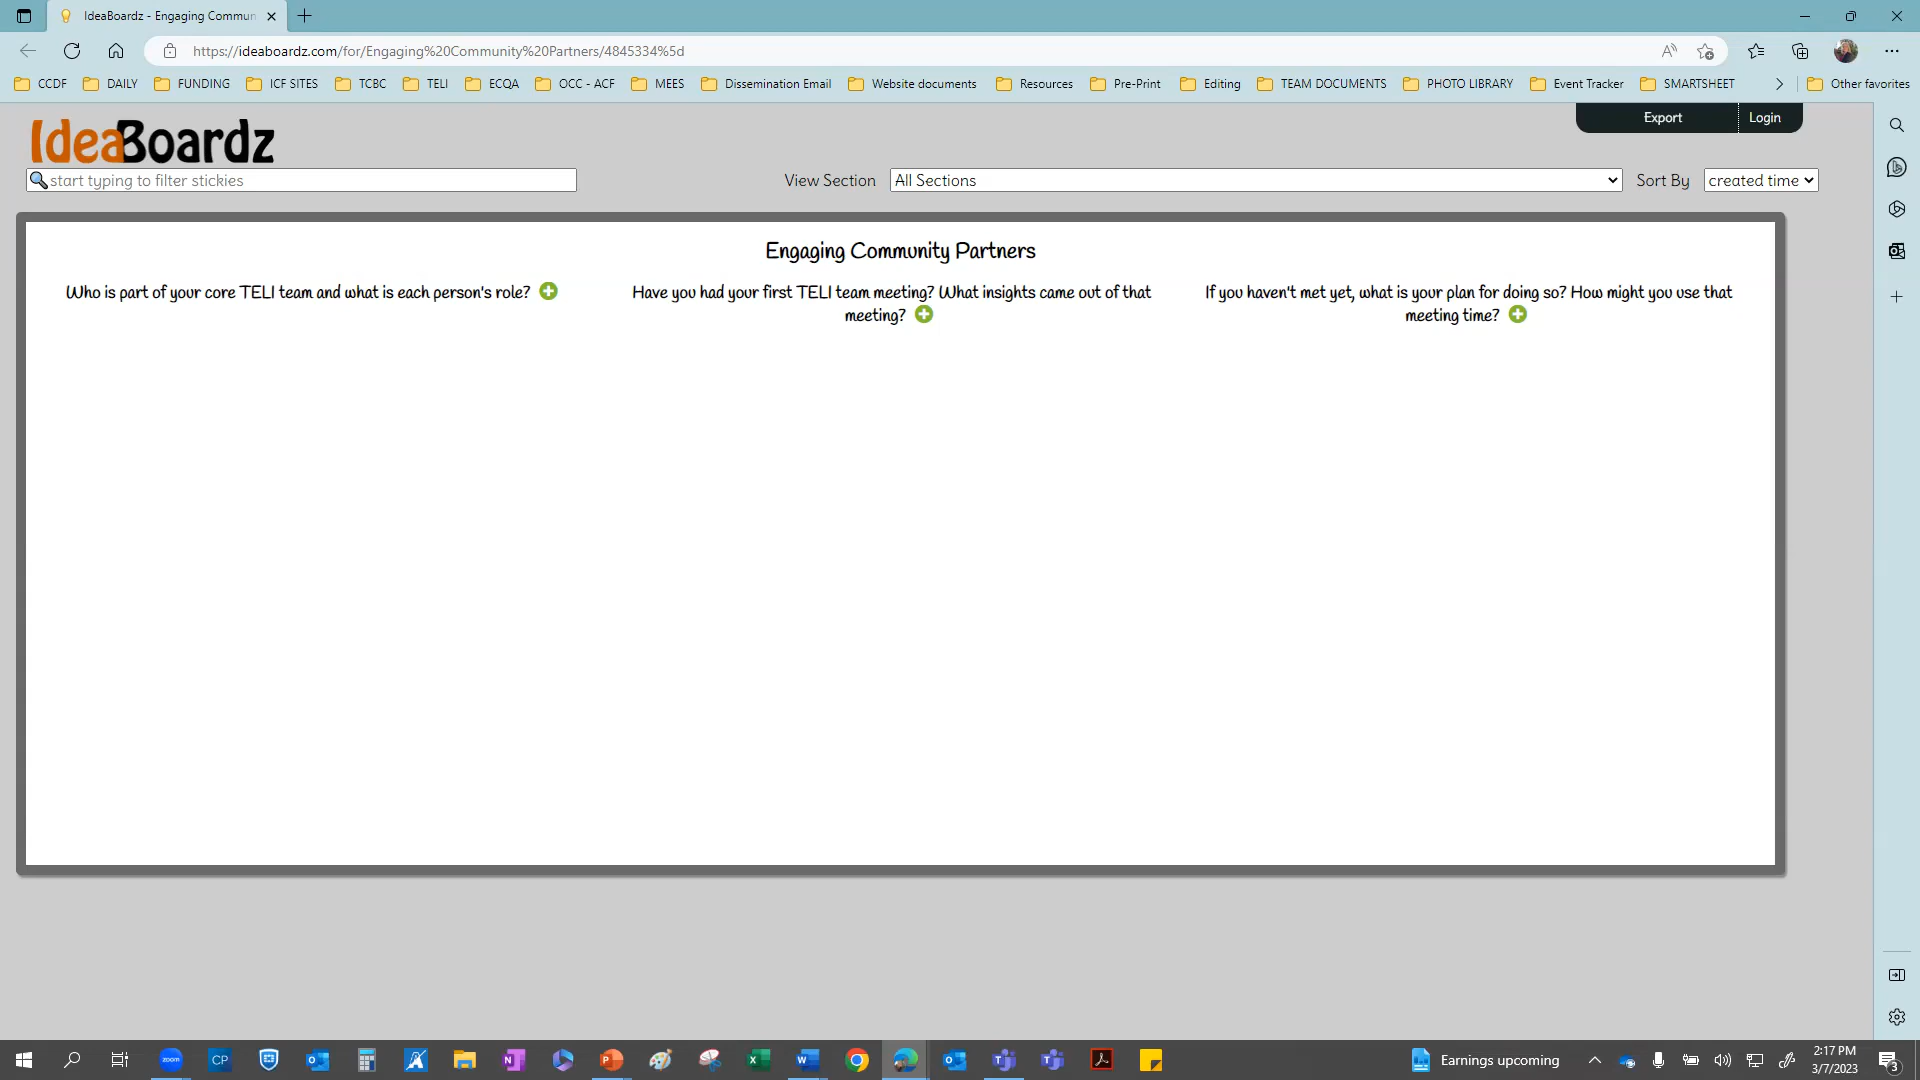 IdeaBoardz - Engaging Commun
https://ideaboardz.com/for/Engaging%20Community%20Partners/4845334%5d
CCDF DAILY FUNDING ICF SITES TCBC TELI ECQA OCC - ACF MEES Dissemination Email Website documents Resources Pre-Print Editing TEAM DOCUMENTS PHOTO LIBRARY Event Tracker SMARTSHEET Other favorites
Export Login
IdeaBoardz
start typing to filter stickies View Section All Sections Sort By created time
Engaging Community Partners
Who is part of your core TELI team and what is each person's role?
Have you had your first TELI team meeting? What insights came out of that
meeting?
If you haven't met yet, what is your plan for doing so? How might you use that
meeting time?
zoom CP Earnings upcoming
2:17 PM
3/7/2023
3